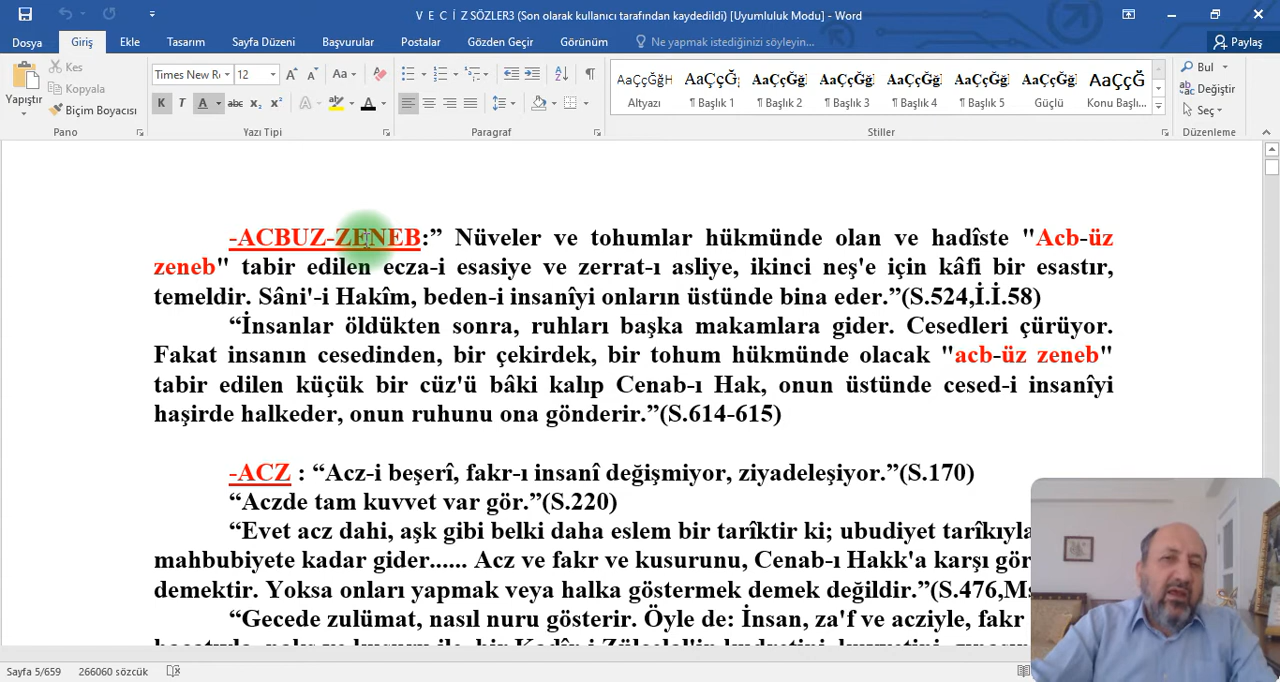 V E C İ Z SÖZLER3 (Son olarak kullanıcı tarafından kaydedildi) [Uyumluluk Modu] - Word
Dosya Giriş Ekle Tasarım Sayfa Düzeni Başvurular Postalar Gözden Geçir Görünüm Ne yapmak istediğinizi söyleyin... Paylaş
Yapıştır
Kes
Kopyala
Biçim Boyacısı
Times New Ro 12
AaÇçĞğH AaÇçĞğ AaÇçĞğ AaÇçĞğ AaÇçĞğ AaÇçĞğ AaÇçĞğ AaÇçĞ
Altyazı ¶ Başlık 1 ¶ Başlık 2 ¶ Başlık 3 ¶ Başlık 4 ¶ Başlık 5 Güçlü Konu Başlı...
Bul
Değiştir
Seç
Pano Yazı Tipi Paragraf Stiller Düzenleme
-ACBUZ-ZENEB:” Nüveler ve tohumlar hükmünde olan ve hadîste "Acb-üz
zeneb" tabir edilen ecza-i esasiye ve zerrat-ı asliye, ikinci neş'e için kâfi bir esastır,
temeldir. Sâni'-i Hakîm, beden-i insanîyi onların üstünde bina eder.”(S.524,İ.İ.58)
“İnsanlar öldükten sonra, ruhları başka makamlara gider. Cesedleri çürüyor.
Fakat insanın cesedinden, bir çekirdek, bir tohum hükmünde olacak "acb-üz zeneb"
tabir edilen küçük bir cüz'ü bâki kalıp Cenab-ı Hak, onun üstünde cesed-i insanîyi
haşirde halkeder, onun ruhunu ona gönderir.”(S.614-615)
-ACZ : “Acz-i beşerî, fakr-ı insanî değişmiyor, ziyadeleşiyor.”(S.170)
“Aczde tam kuvvet var gör.”(S.220)
“Evet acz dahi, aşk gibi belki daha eslem bir tarîktir ki; ubudiyet tarîkıyla
mahbubiyete kadar gider...... Acz ve fakr ve kusurunu, Cenab-ı Hakk'a karşı gör
demektir. Yoksa onları yapmak veya halka göstermek demek değildir.”(S.476,Ms
“Gecede zulümat, nasıl nuru gösterir. Öyle de: İnsan, za'f ve acziyle, fakr
Sayfa 5/659 266060 sözcük